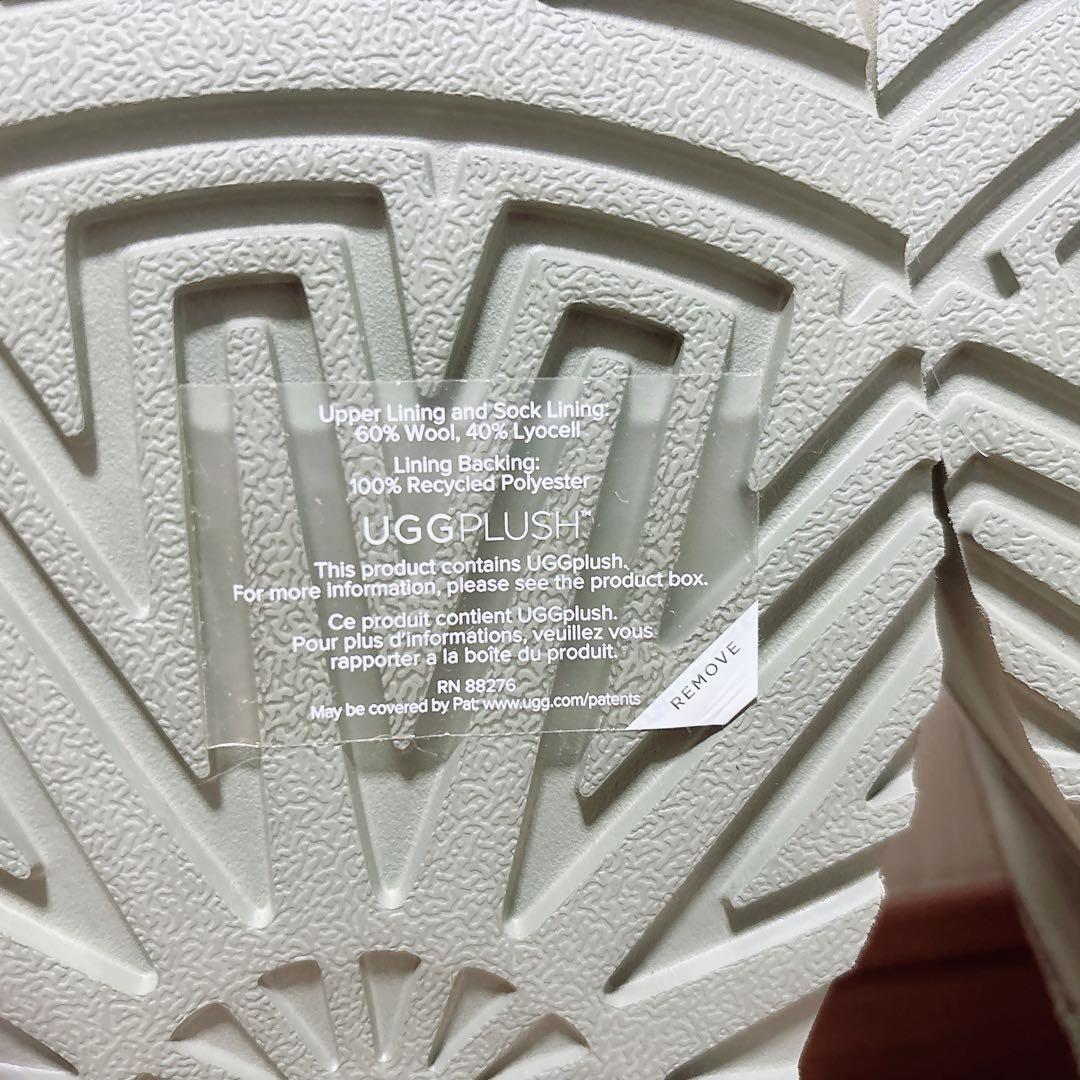 Upper Lining and Sock Lining:
60% Wool, 40% Lyocell
Lining Backing:
100% Recycled Polyester
UGGPLUSH™
This product contains UGGplush.
For more information, please see the product box.
Ce produit contient UGGplush.
Pour plus d'informations, veuillez vous
rapporter a la boîte du produit.
RN 88276
May be covered by Pat: www.ugg.com/patents
REMOVE